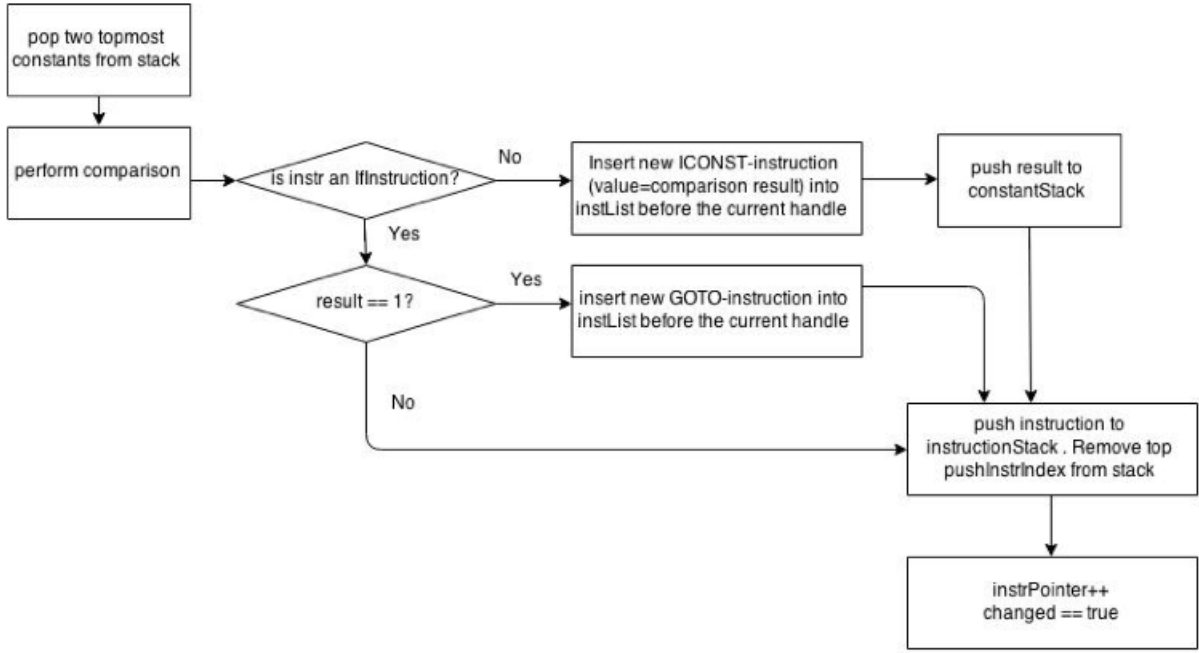 pop two topmost
constants from stack
perform comparison
is instr an IfInstruction?
No
Insert new ICONST-instruction
(value=comparison result) into
instList before the current handle
push result to
constantStack
Yes
result == 1?
Yes
insert new GOTO-instruction into
instList before the current handle
No
push instruction to
instructionStack . Remove top
pushInstrIndex from stack
instrPointer++
changed == true